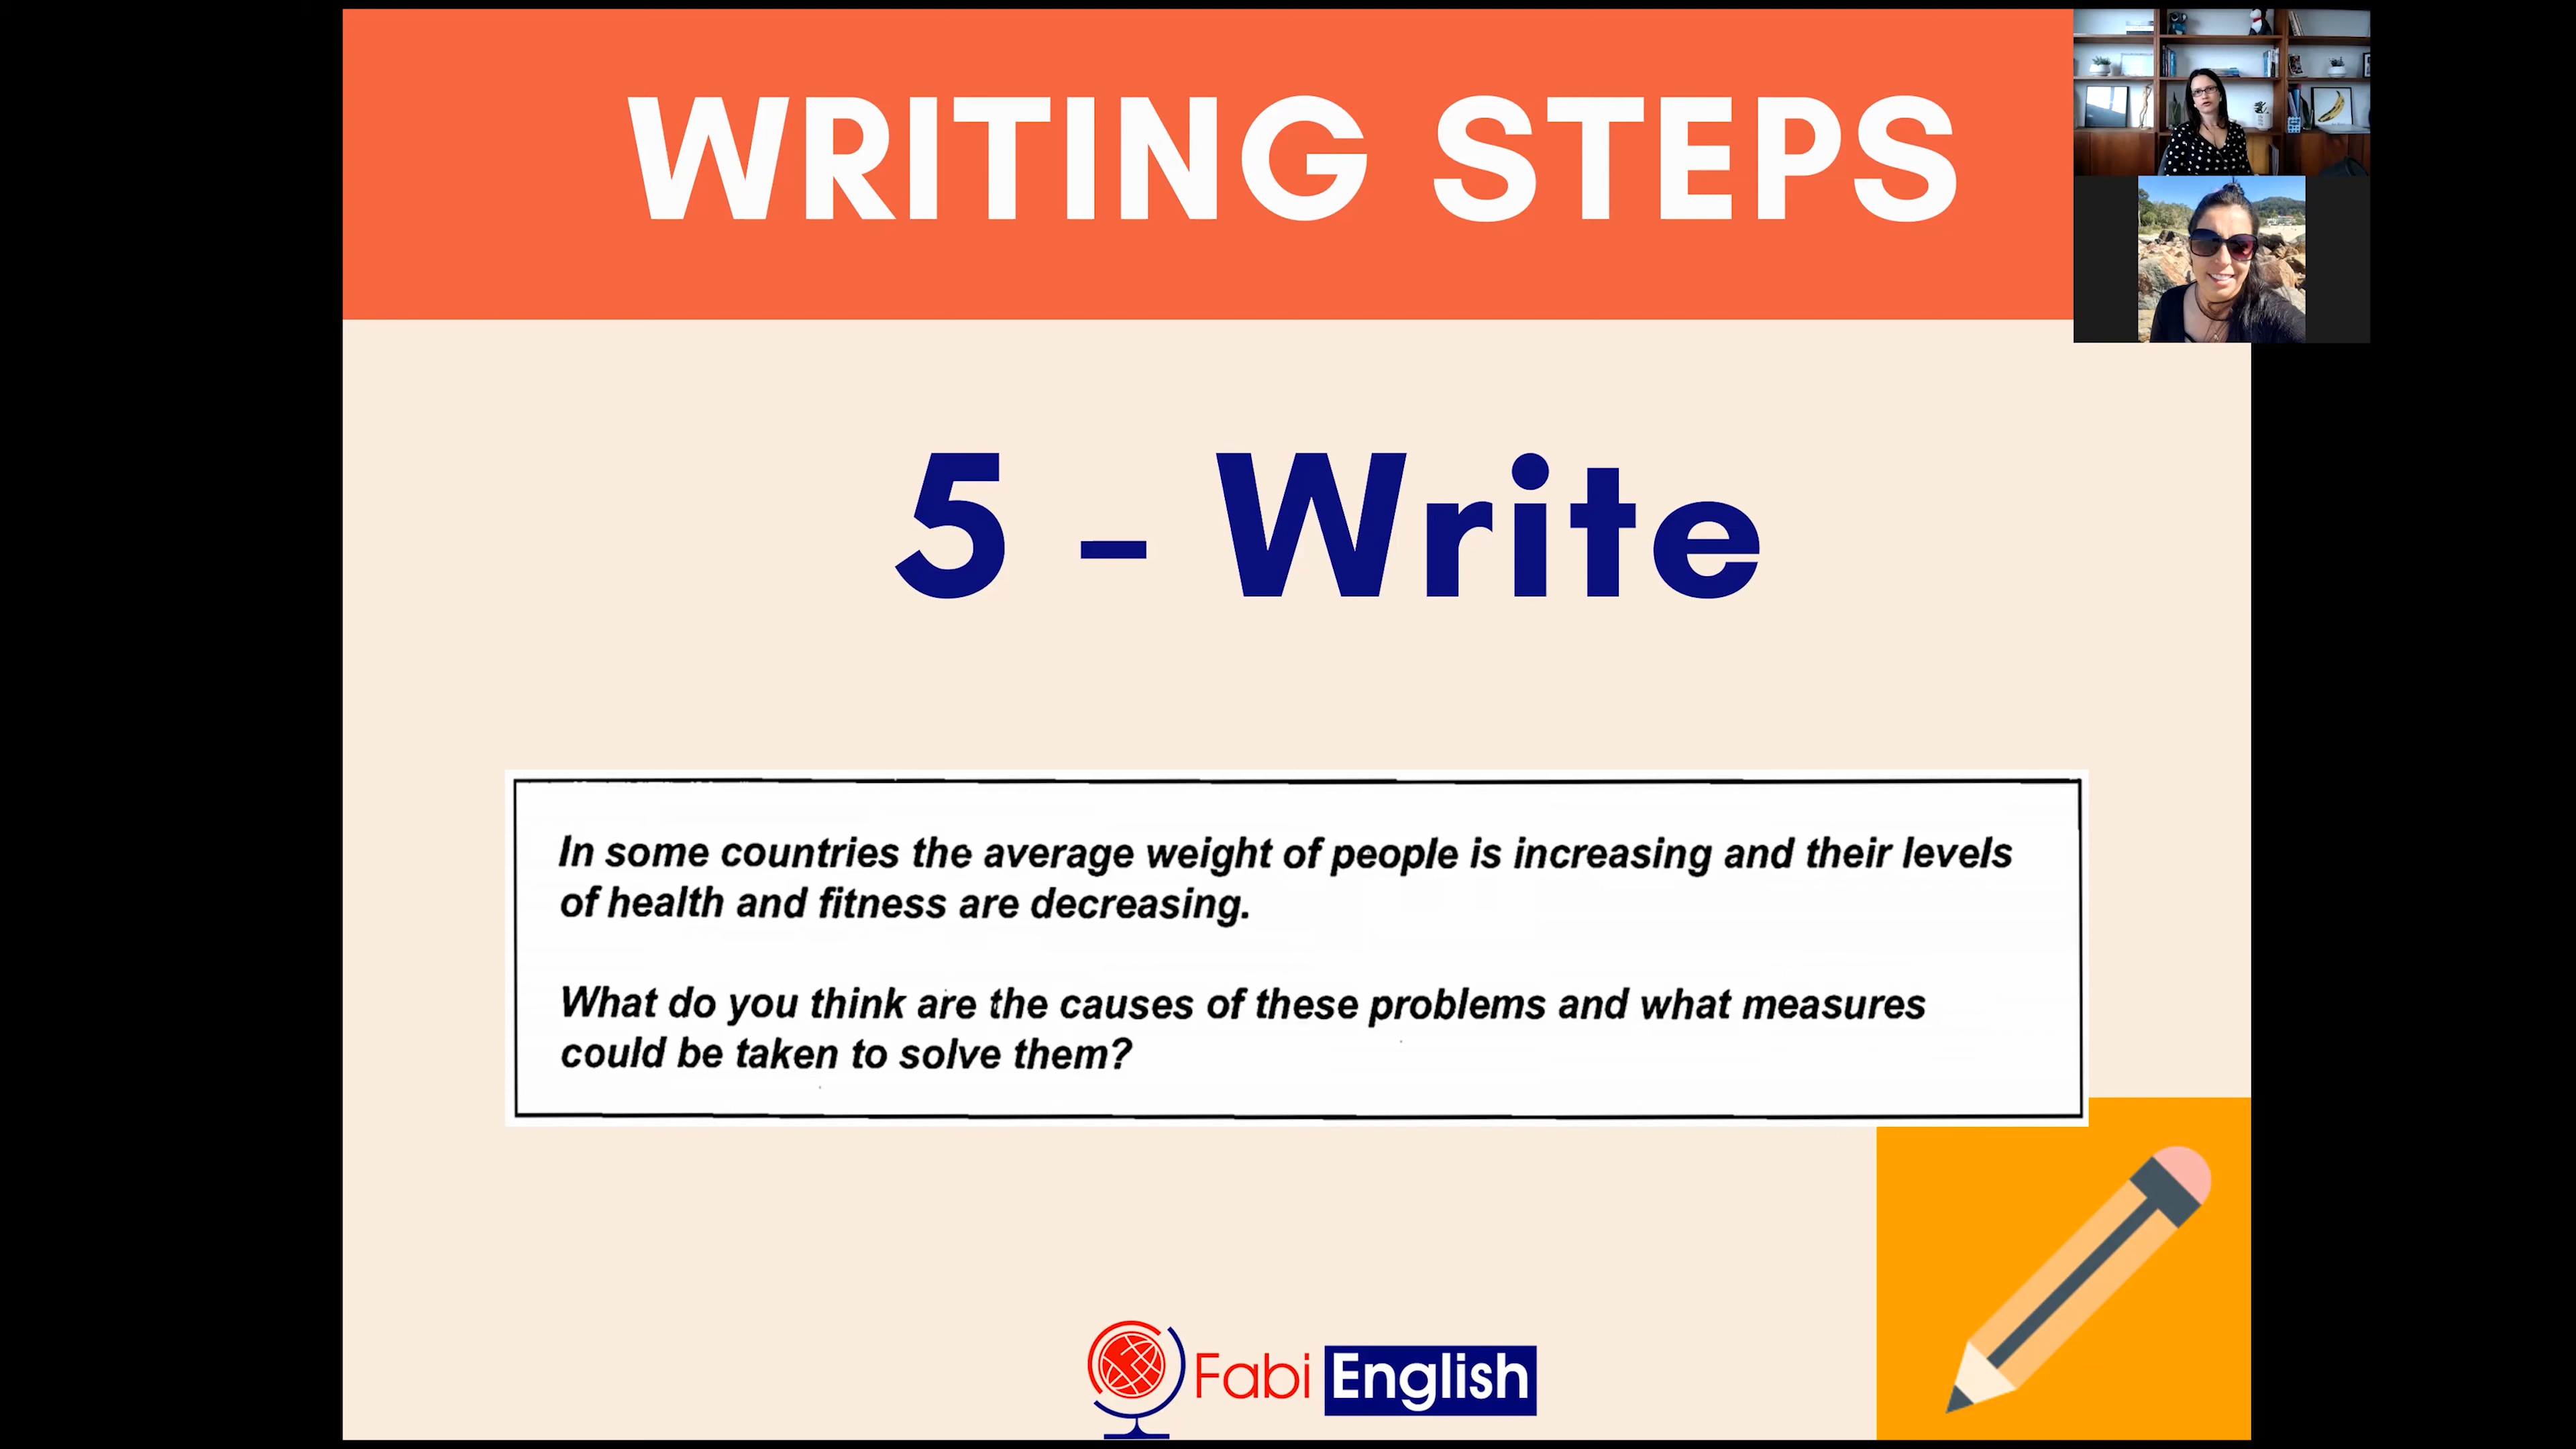 WRITING STEPS
5 - Write
In some countries the average weight of people is increasing and their levels
of health and fitness are decreasing.
What do you think are the causes of these problems and what measures
could be taken to solve them?
Fabi English